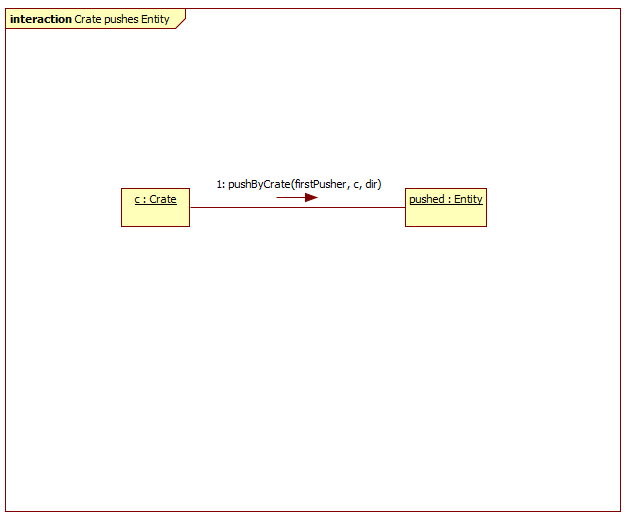 interaction Crate pushes Entity
1: pushByCrate(firstPusher, c, dir)
c : Crate
pushed : Entity